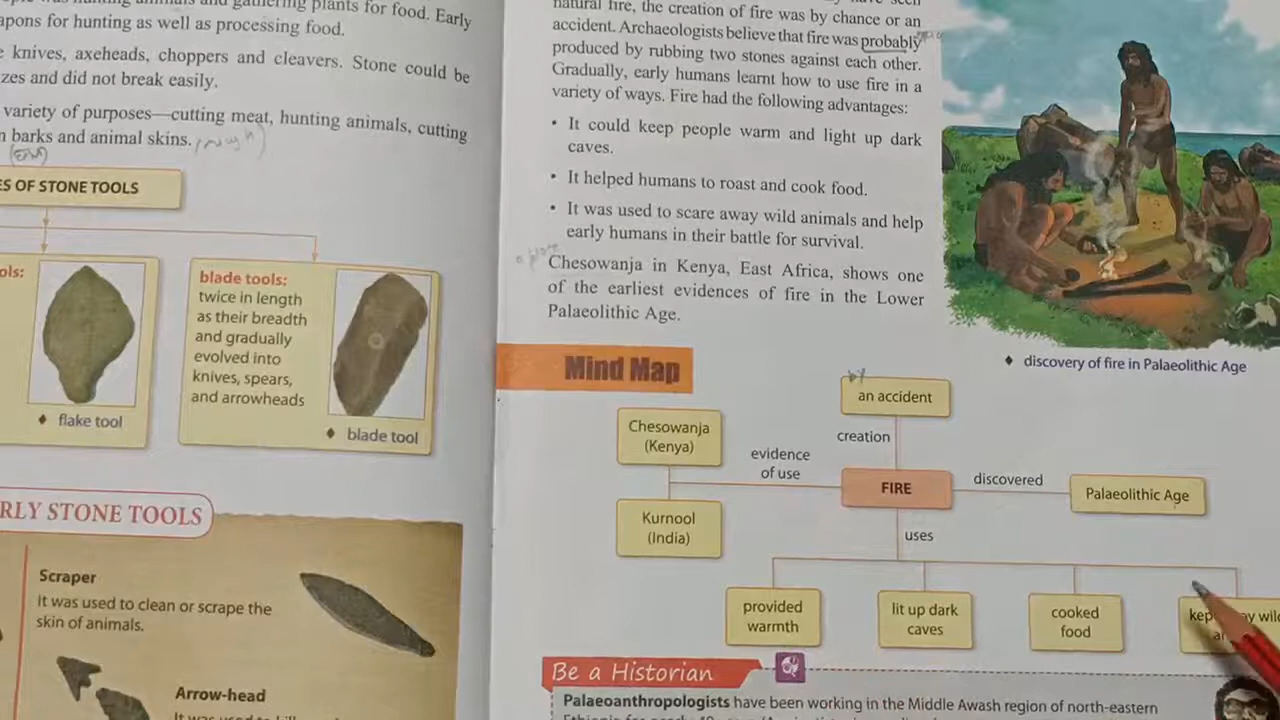 hunting animals and gathering plants for food. Early
apons for hunting as well as processing food.
e knives, axeheads, choppers and cleavers. Stone could be
zes and did not break easily.
variety of purposes—cutting meat, hunting animals, cutting
n barks and animal skins.
ES OF STONE TOOLS
ols:
flake tool
blade tools:
twice in length
as their breadth
and gradually
evolved into
knives, spears,
and arrowheads
blade tool
RLY STONE TOOLS
Scraper
It was used to clean or scrape the
skin of animals.
Arrow-head
natural fire, the creation of fire was by chance or an
accident. Archaeologists believe that fire was probably
produced by rubbing two stones against each other.
Gradually, early humans learnt how to use fire in a
variety of ways. Fire had the following advantages:
• It could keep people warm and light up dark
caves.
• It helped humans to roast and cook food.
• It was used to scare away wild animals and help
early humans in their battle for survival.
Chesowanja in Kenya, East Africa, shows one
of the earliest evidences of fire in the Lower
Palaeolithic Age.
discovery of fire in Palaeolithic Age
Mind Map
by
an accident
creation
Chesowanja
(Kenya)
evidence
of use
FIRE
discovered
Palaeolithic Age
Kurnool
(India)
uses
provided
warmth
lit up dark
caves
cooked
food
Be a Historian
Palaeoanthropologists have been working in the Middle Awash region of north-eastern